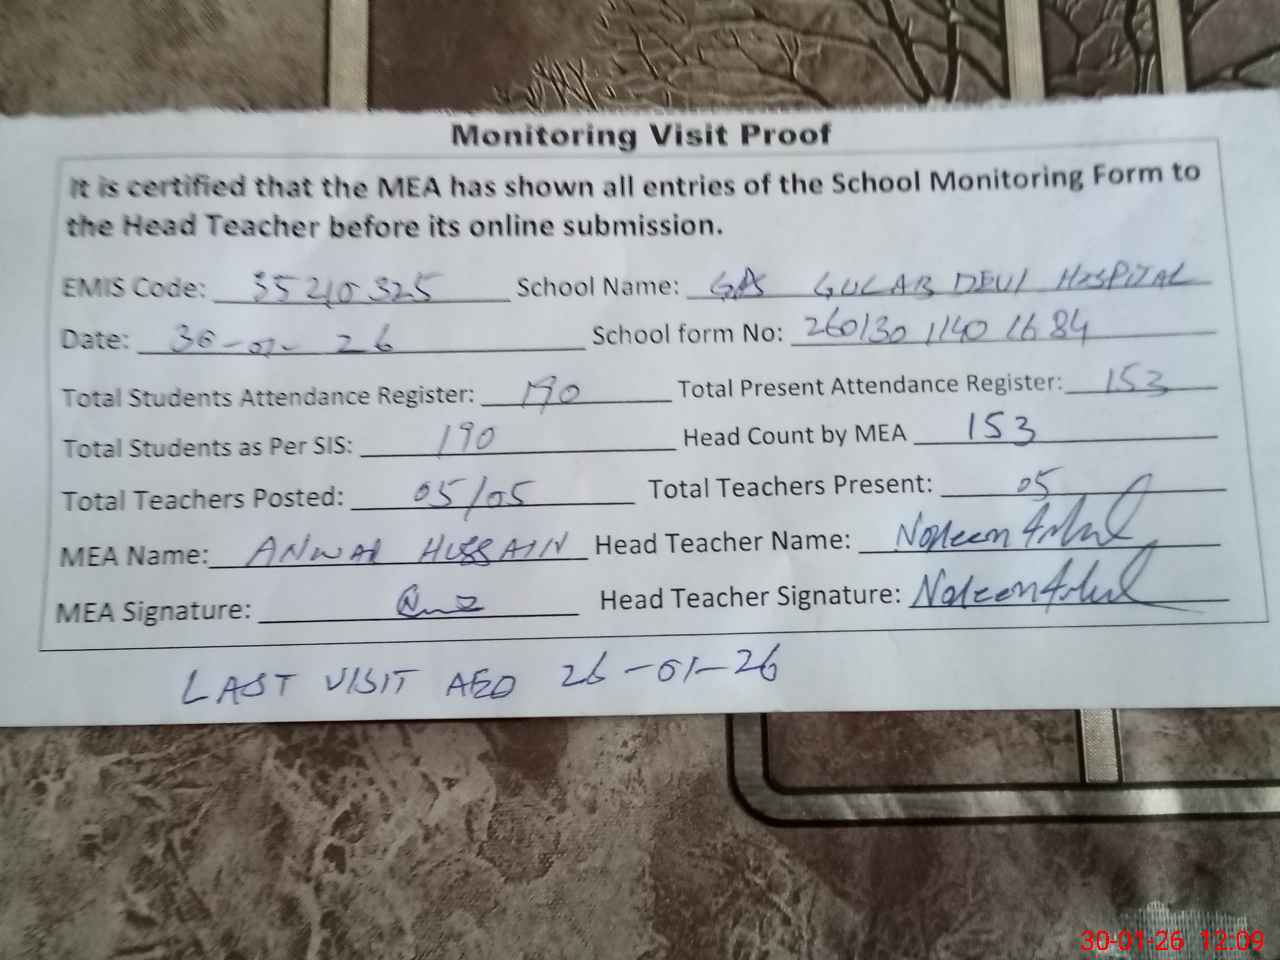 Monitoring Visit Proof
It is certified that the MEA has shown all entries of the School Monitoring Form to
the Head Teacher before its online submission.
EMIS Code: 35210325 School Name: GPS GULAB DEVI HOSPITAL
Date: 30-01-26 School form No: 26013011401684
Total Students Attendance Register: 190 Total Present Attendance Register: 153
Total Students as Per SIS: 190 Head Count by MEA 153
Total Teachers Posted: 05/05 Total Teachers Present: 05
MEA Name: ANWAR HUSSAIN Head Teacher Name: Noreen
MEA Signature: Head Teacher Signature: Noreen
LAST VISIT AEO 26-01-26
30-01-26 12:09